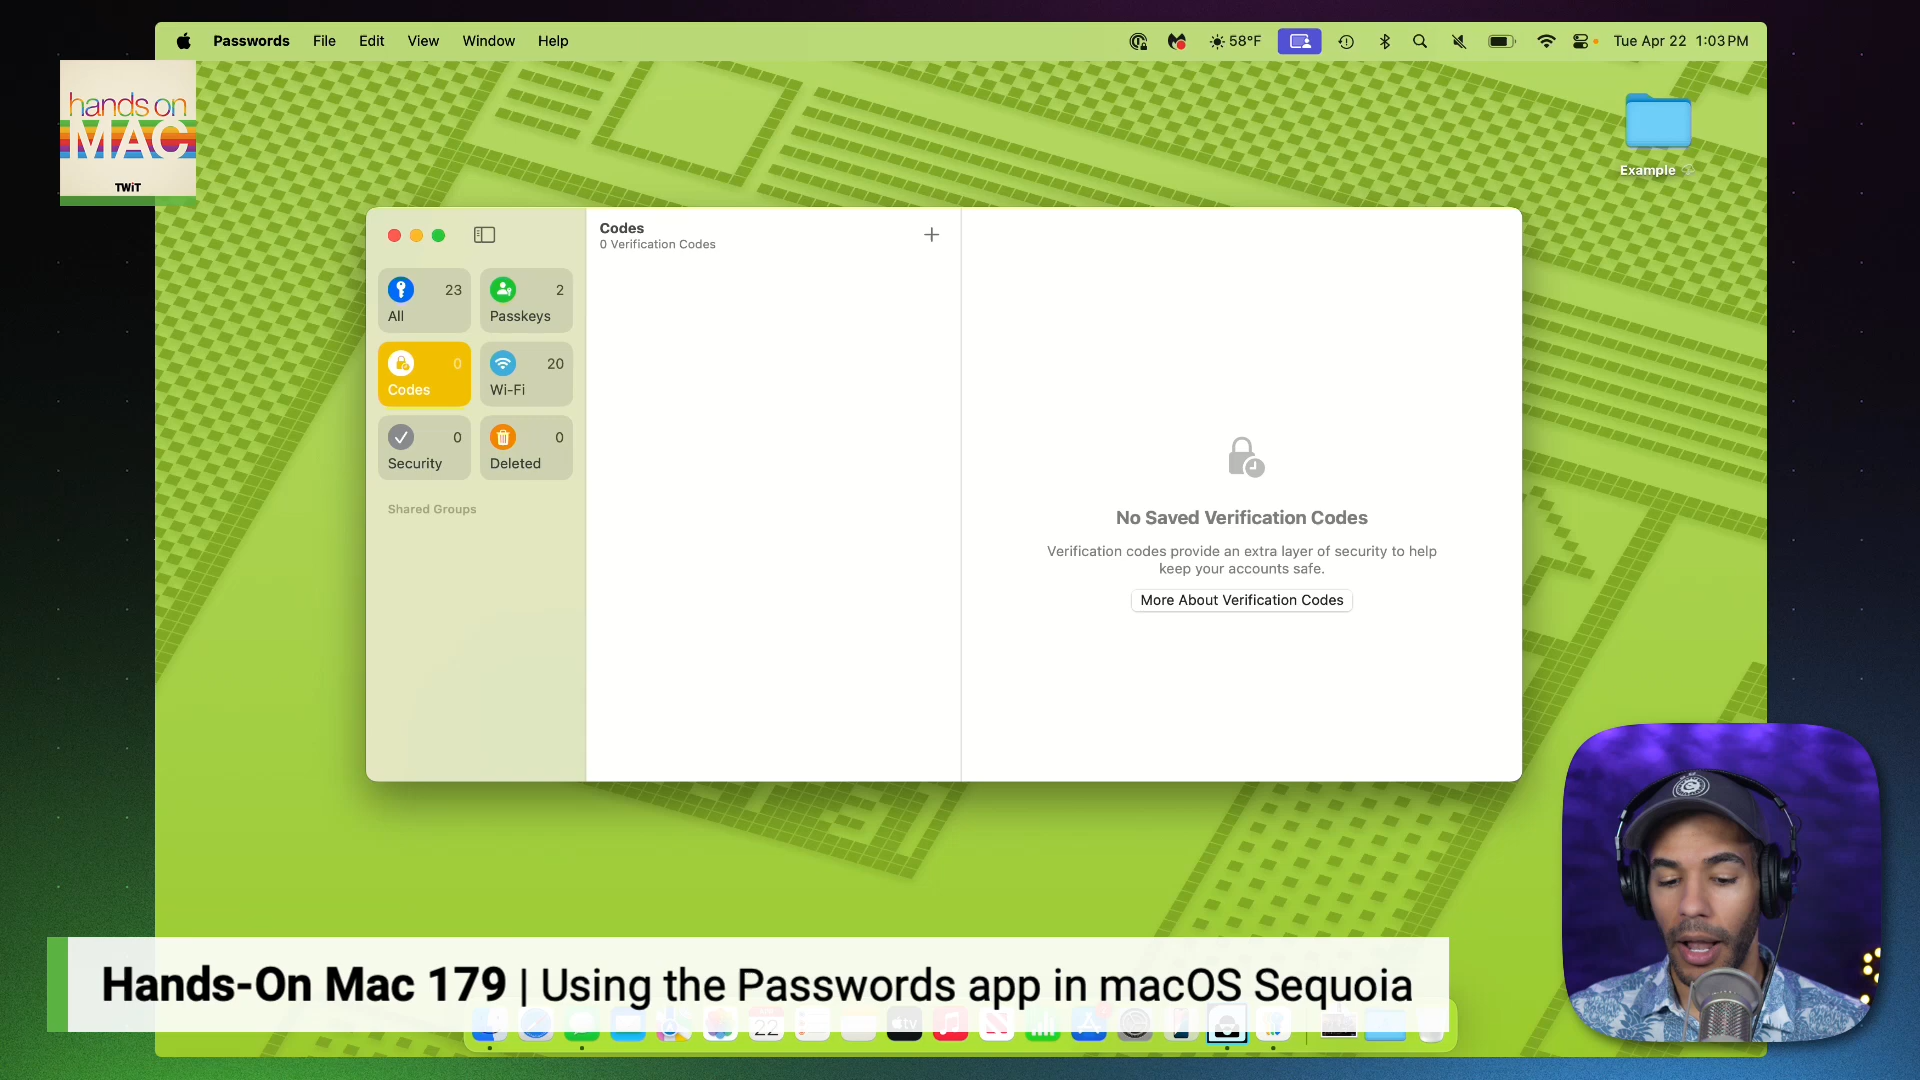 Passwords File Edit View Window Help
58°F
Tue Apr 22 1:03 PM
hands on
MAC
TWiT
Example
Codes
0 Verification Codes
23
All
2
Passkeys
0
Codes
20
Wi-Fi
0
Security
0
Deleted
Shared Groups
No Saved Verification Codes
Verification codes provide an extra layer of security to help
keep your accounts safe.
More About Verification Codes
Hands-On Mac 179 | Using the Passwords app in macOS Sequoia
22
tv